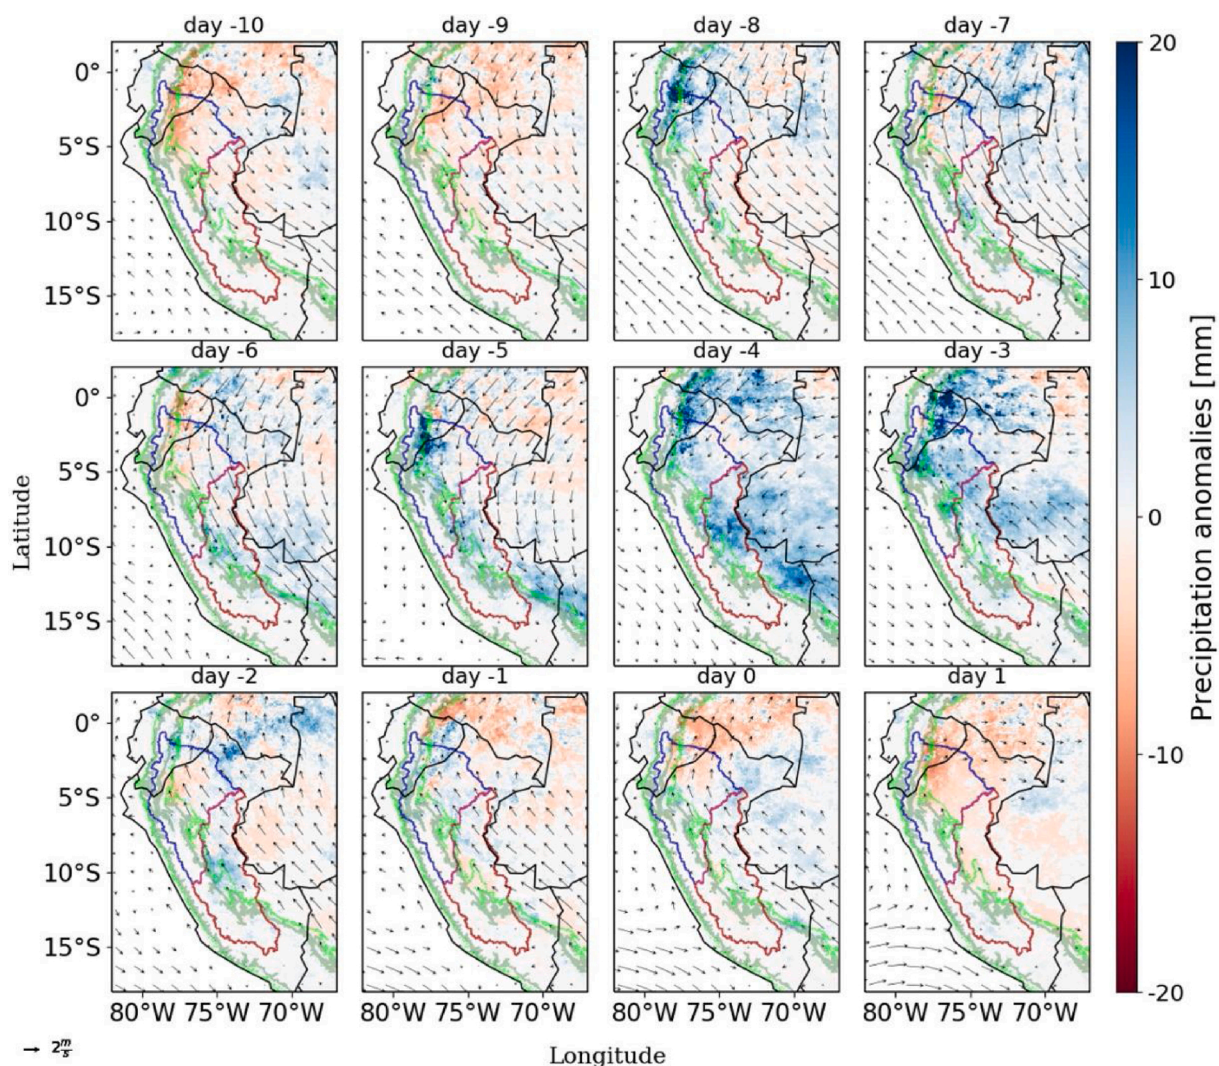 day -10
day -9
day -8
day -7
0°
5°S
10°S
15°S
day -6
day -5
day -4
day -3
0°
5°S
10°S
15°S
day -2
day -1
day 0
day 1
0°
5°S
10°S
15°S
80°W 75°W 70°W
80°W 75°W 70°W
80°W 75°W 70°W
80°W 75°W 70°W
Latitude
Longitude
2 m/s
20
10
0
-10
-20
Precipitation anomalies [mm]